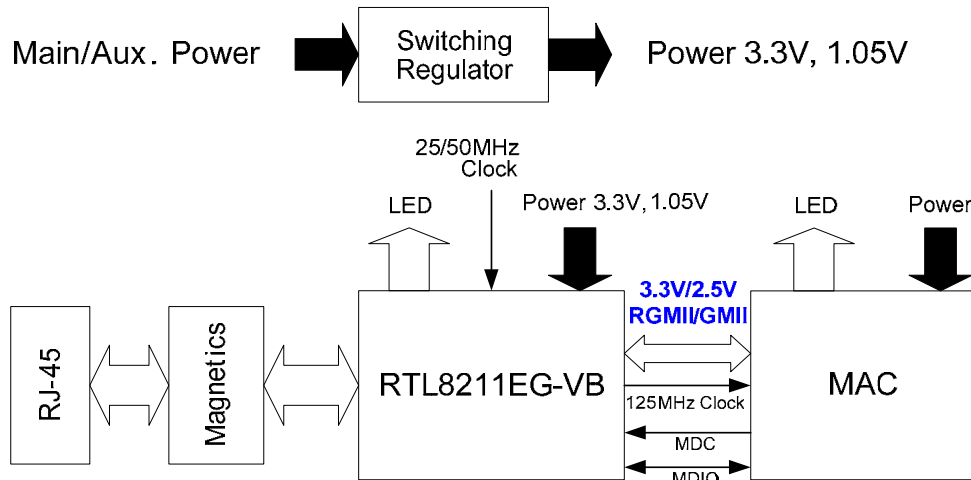 Main/Aux. Power
Switching
Regulator
Power 3.3V, 1.05V
25/50MHz
Clock
LED
Power 3.3V, 1.05V
LED
Power
3.3V/2.5V
RGMII/GMII
RJ-45
Magnetics
RTL8211EG-VB
MAC
125MHz Clock
MDC
MDIO